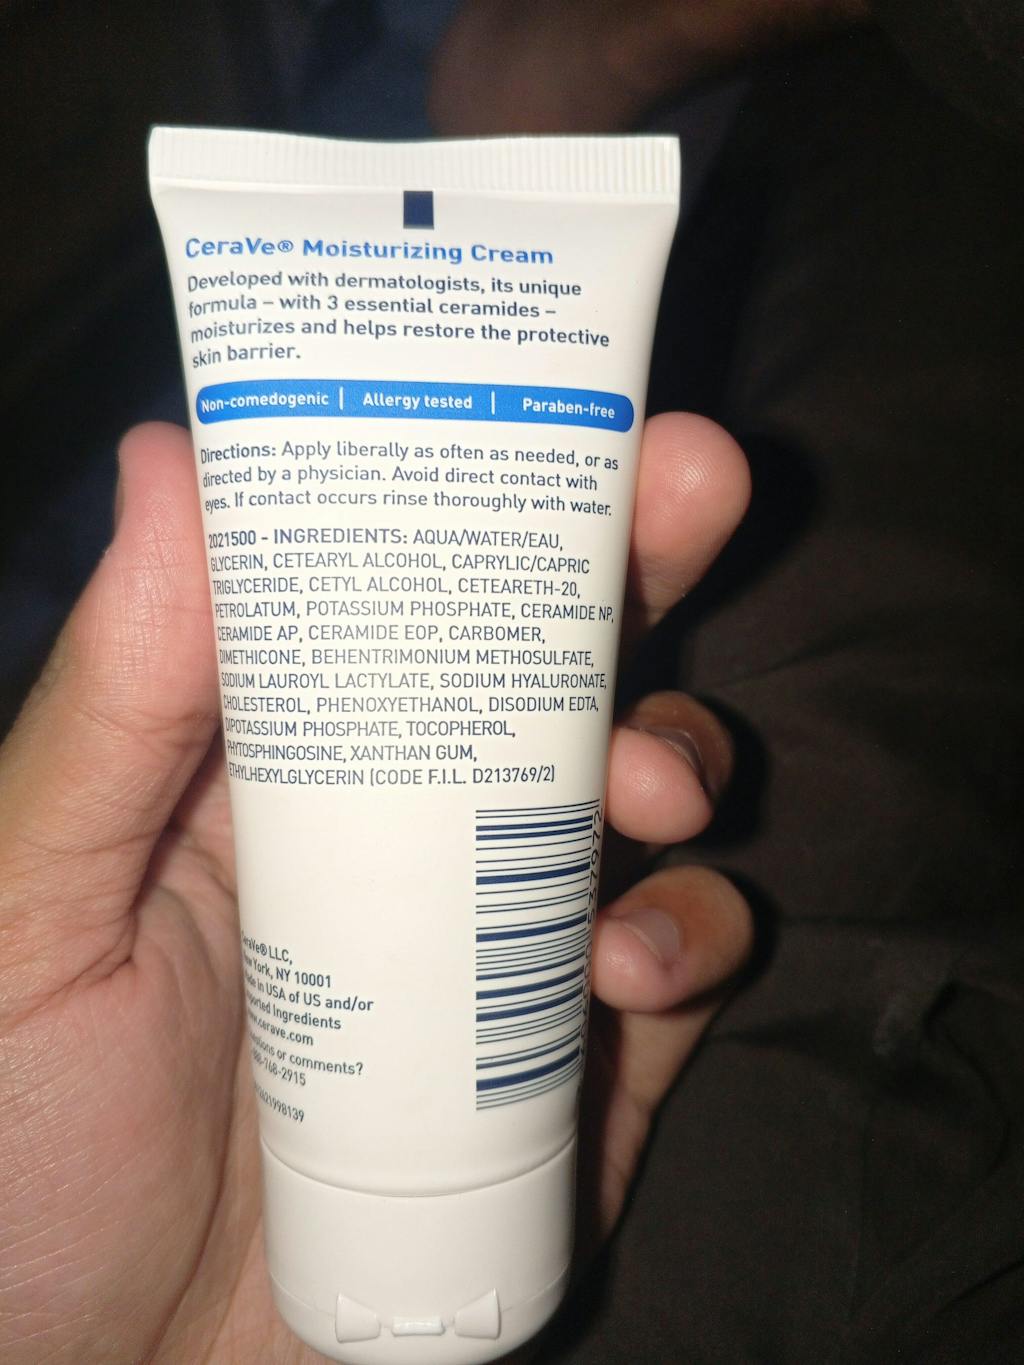 CeraVe® Moisturizing Cream
Developed with dermatologists, its unique
formula – with 3 essential ceramides –
moisturizes and helps restore the protective
skin barrier.
Non-comedogenic | Allergy tested | Paraben-free
Directions: Apply liberally as often as needed, or as
directed by a physician. Avoid direct contact with
eyes. If contact occurs rinse thoroughly with water.
2021500 - INGREDIENTS: AQUA/WATER/EAU,
GLYCERIN, CETEARYL ALCOHOL, CAPRYLIC/CAPRIC
TRIGLYCERIDE, CETYL ALCOHOL, CETEARETH-20,
PETROLATUM, POTASSIUM PHOSPHATE, CERAMIDE NP,
CERAMIDE AP, CERAMIDE EOP, CARBOMER,
DIMETHICONE, BEHENTRIMONIUM METHOSULFATE,
SODIUM LAUROYL LACTYLATE, SODIUM HYALURONATE,
CHOLESTEROL, PHENOXYETHANOL, DISODIUM EDTA,
DIPOTASSIUM PHOSPHATE, TOCOPHEROL,
PHYTOSPHINGOSINE, XANTHAN GUM,
ETHYLHEXYLGLYCERIN (CODE F.I.L. D213769/2)
CeraVe® LLC,
York, NY 10001
in USA of US and/or
Ingredients
www.cerave.com
or comments?